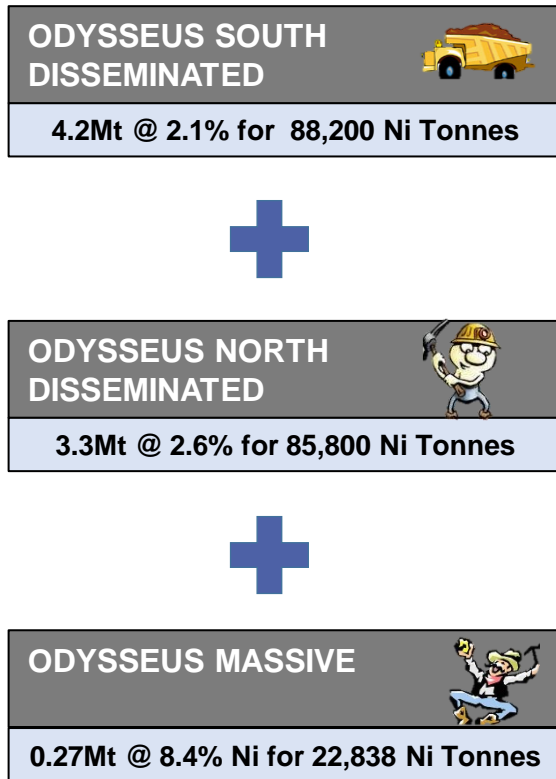 ODYSSEUS SOUTH
DISSEMINATED
4.2Mt @ 2.1% for 88,200 Ni Tonnes
ODYSSEUS NORTH
DISSEMINATED
3.3Mt @ 2.6% for 85,800 Ni Tonnes
ODYSSEUS MASSIVE
0.27Mt @ 8.4% Ni for 22,838 Ni Tonnes